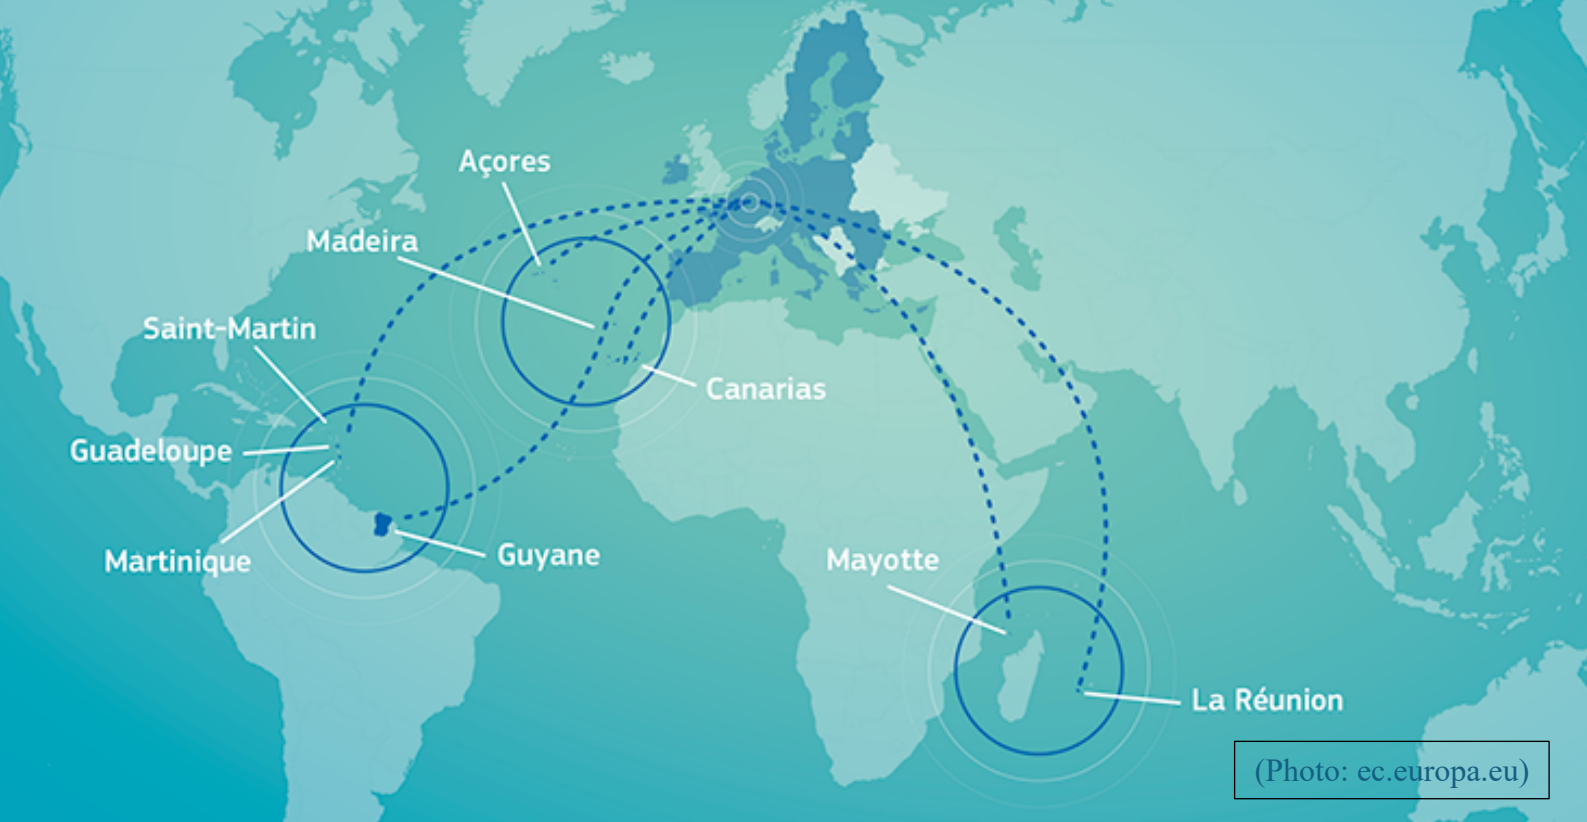 Açores
Madeira
Saint-Martin
Canarias
Guadeloupe
Martinique
Guyane
Mayotte
La Réunion
(Photo: ec.europa.eu)